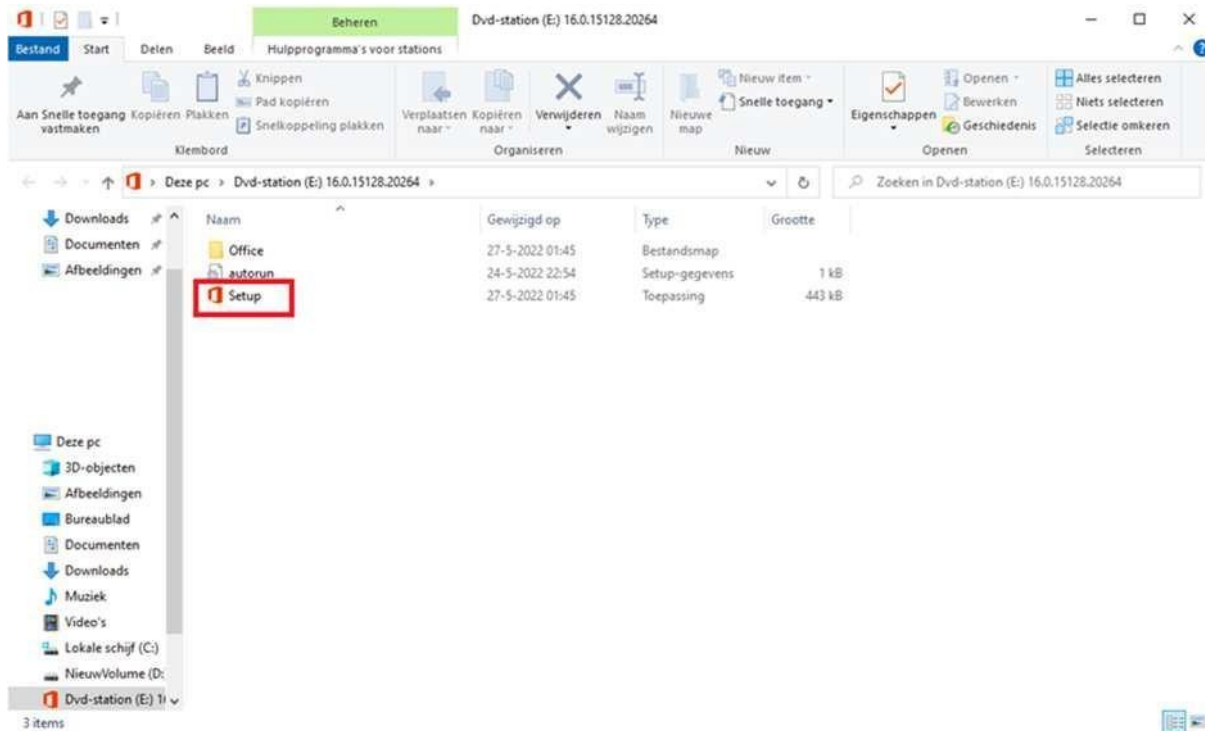 Beheren
Dvd-station (E:) 16.0.15128.20264
Bestand Start Delen Beeld Hulpprogramma's voor stations
Aan Snelle toegang vastmaken
Kopiëren
Plakken
Knippen
Pad kopiëren
Snelkoppeling plakken
Klembord
Verplaatsen naar
Kopiëren naar
Verwijderen
Naam wijzigen
Organiseren
Nieuwe map
Nieuw item
Snelle toegang
Nieuw
Eigenschappen
Openen
Bewerken
Geschiedenis
Openen
Alles selecteren
Niets selecteren
Selectie omkeren
Selecteren
Deze pc > Dvd-station (E:) 16.0.15128.20264 >
Zoeken in Dvd-station (E:) 16.0.15128.20264
Downloads
Documenten
Afbeeldingen
Deze pc
3D-objecten
Afbeeldingen
Bureaublad
Documenten
Downloads
Muziek
Video's
Lokale schijf (C:)
NieuwVolume (D:
Dvd-station (E:) 1
Naam Gewijzigd op Type Grootte
Office 27-5-2022 01:45 Bestandsmap
autorun 24-5-2022 22:54 Setup-gegevens 1 kB
Setup 27-5-2022 01:45 Toepassing 443 kB
3 items